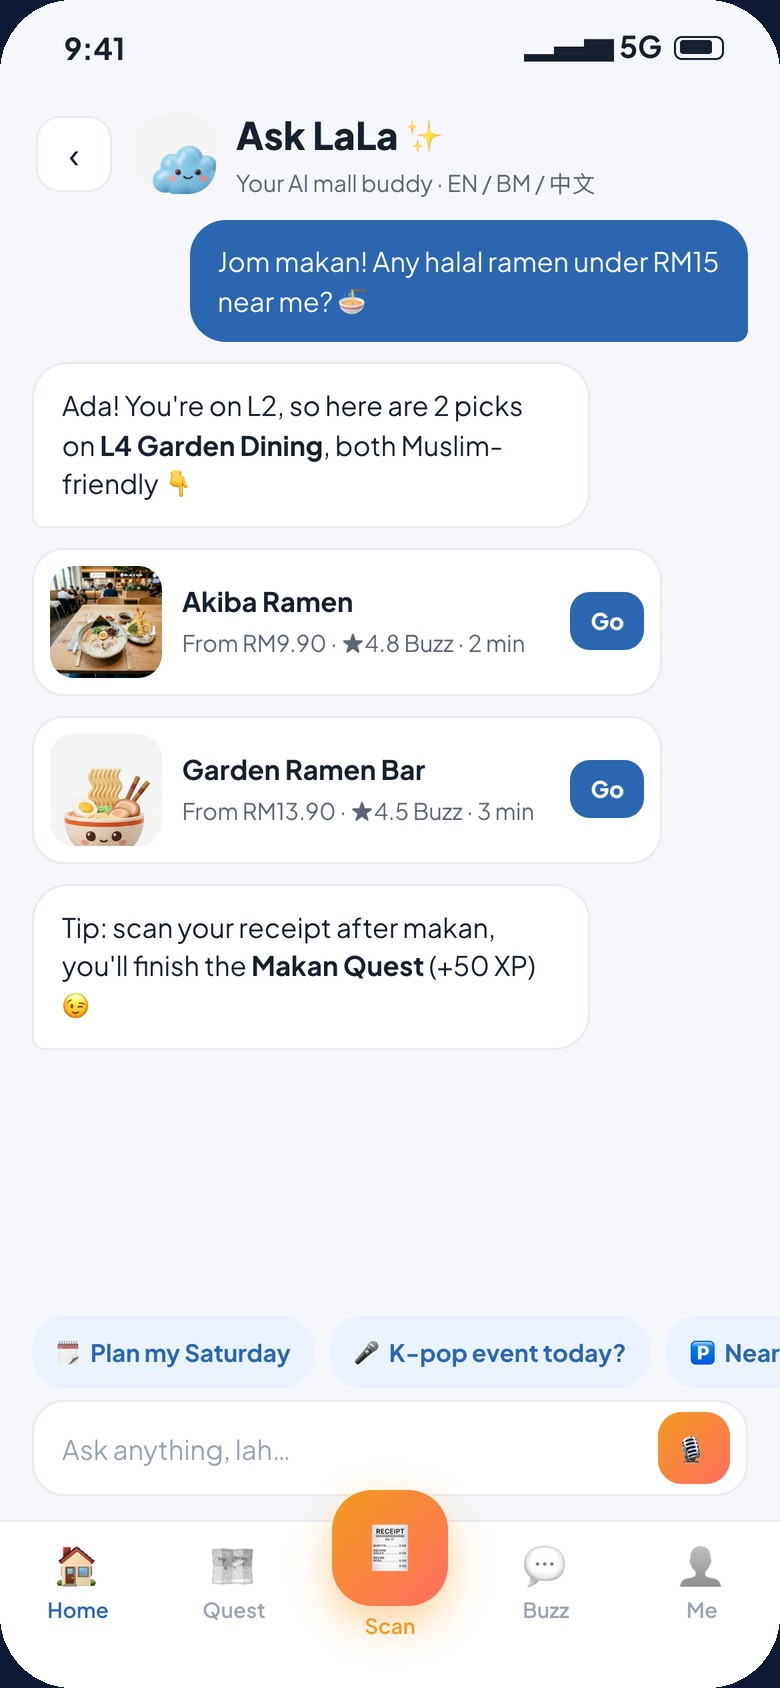 9:41
5G
‹
Ask LaLa ✨
Your AI mall buddy · EN / BM / 中文
Jom makan! Any halal ramen under RM15
near me? 🍜
Ada! You're on L2, so here are 2 picks
on L4 Garden Dining, both Muslim-
friendly 👇
Akiba Ramen
From RM9.90 · ★4.8 Buzz · 2 min
Go
Garden Ramen Bar
From RM13.90 · ★4.5 Buzz · 3 min
Go
Tip: scan your receipt after makan,
you'll finish the Makan Quest (+50 XP)
😉
🗓️ Plan my Saturday
🎤 K-pop event today?
🅿️ Near
Ask anything, lah…
RECEIPT
Home
Quest
Scan
Buzz
Me